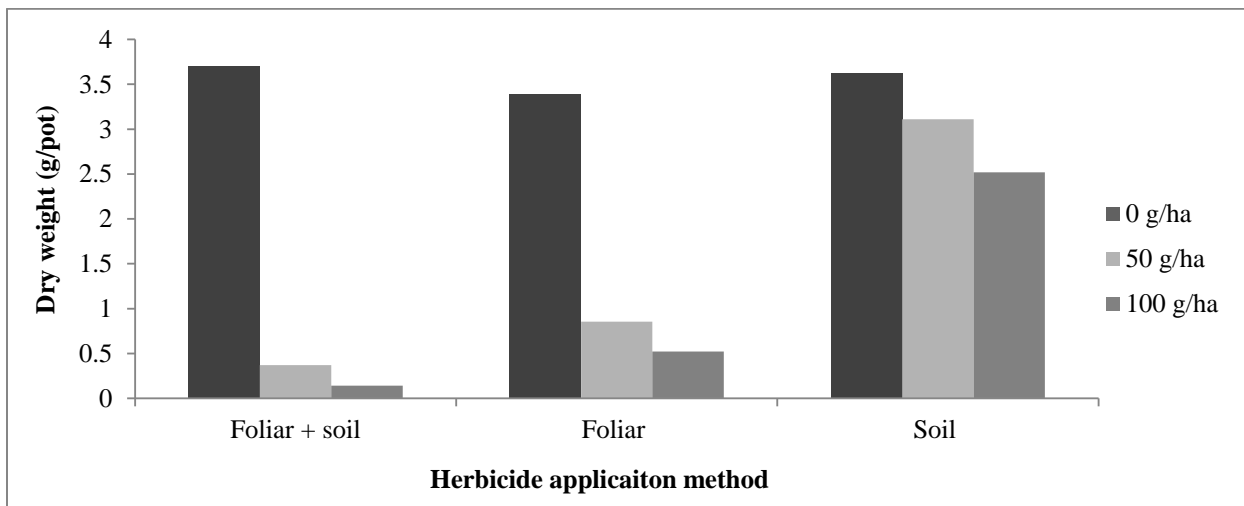 Dry weight (g/pot)
4
3.5
3
2.5
2
1.5
1
0.5
0
Foliar + soil
Foliar
Soil
Herbicide applicaiton method
0 g/ha
50 g/ha
100 g/ha